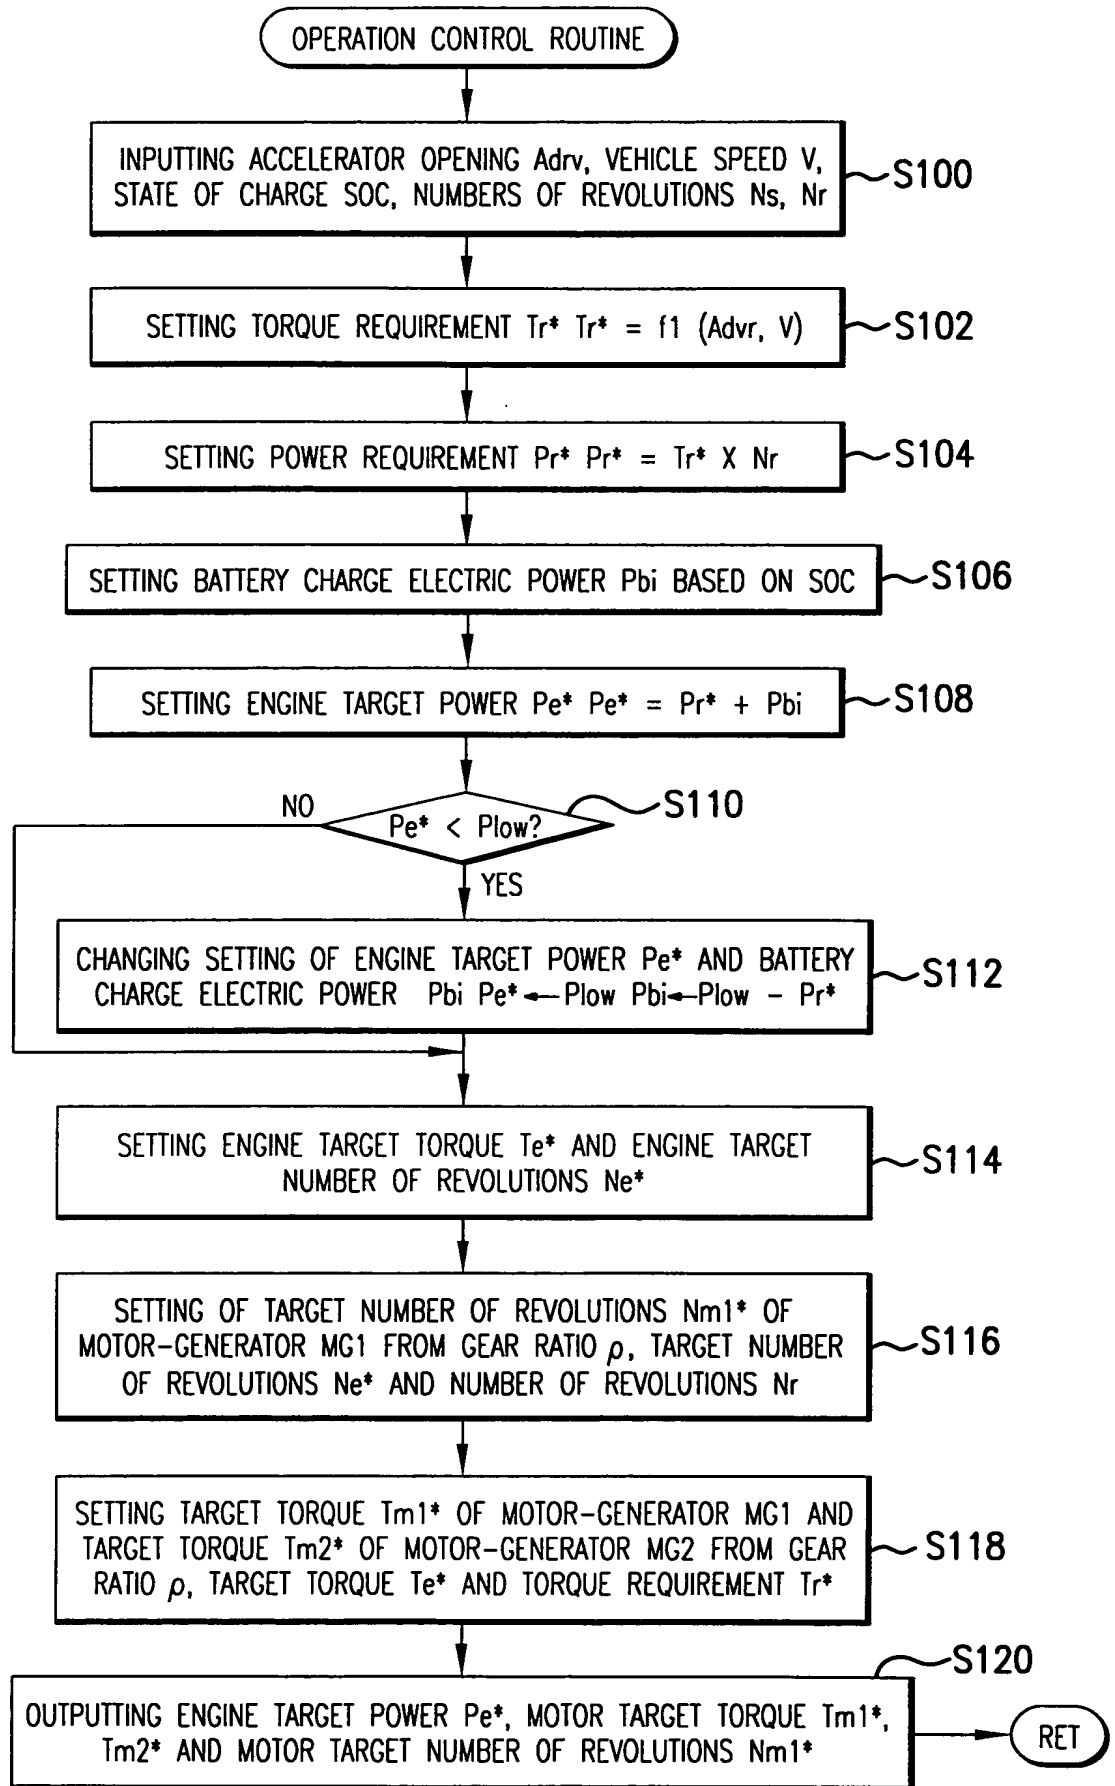 OPERATION CONTROL ROUTINE
INPUTTING ACCELERATOR OPENING Adrv, VEHICLE SPEED V,
STATE OF CHARGE SOC, NUMBERS OF REVOLUTIONS Ns, Nr
S100
SETTING TORQUE REQUIREMENT Tr* Tr* = f1 (Advr, V)
S102
SETTING POWER REQUIREMENT Pr* Pr* = Tr* X Nr
S104
SETTING BATTERY CHARGE ELECTRIC POWER Pbi BASED ON SOC
S106
SETTING ENGINE TARGET POWER Pe* Pe* = Pr* + Pbi
S108
NO
Pe* < Plow?
S110
YES
CHANGING SETTING OF ENGINE TARGET POWER Pe* AND BATTERY
CHARGE ELECTRIC POWER Pbi Pe*←Plow Pbi←Plow - Pr*
S112
SETTING ENGINE TARGET TORQUE Te* AND ENGINE TARGET
NUMBER OF REVOLUTIONS Ne*
S114
SETTING OF TARGET NUMBER OF REVOLUTIONS Nm1* OF
MOTOR-GENERATOR MG1 FROM GEAR RATIO ρ, TARGET NUMBER
OF REVOLUTIONS Ne* AND NUMBER OF REVOLUTIONS Nr
S116
SETTING TARGET TORQUE Tm1* OF MOTOR-GENERATOR MG1 AND
TARGET TORQUE Tm2* OF MOTOR-GENERATOR MG2 FROM GEAR
RATIO ρ, TARGET TORQUE Te* AND TORQUE REQUIREMENT Tr*
S118
S120
OUTPUTTING ENGINE TARGET POWER Pe*, MOTOR TARGET TORQUE Tm1*,
Tm2* AND MOTOR TARGET NUMBER OF REVOLUTIONS Nm1*
RET